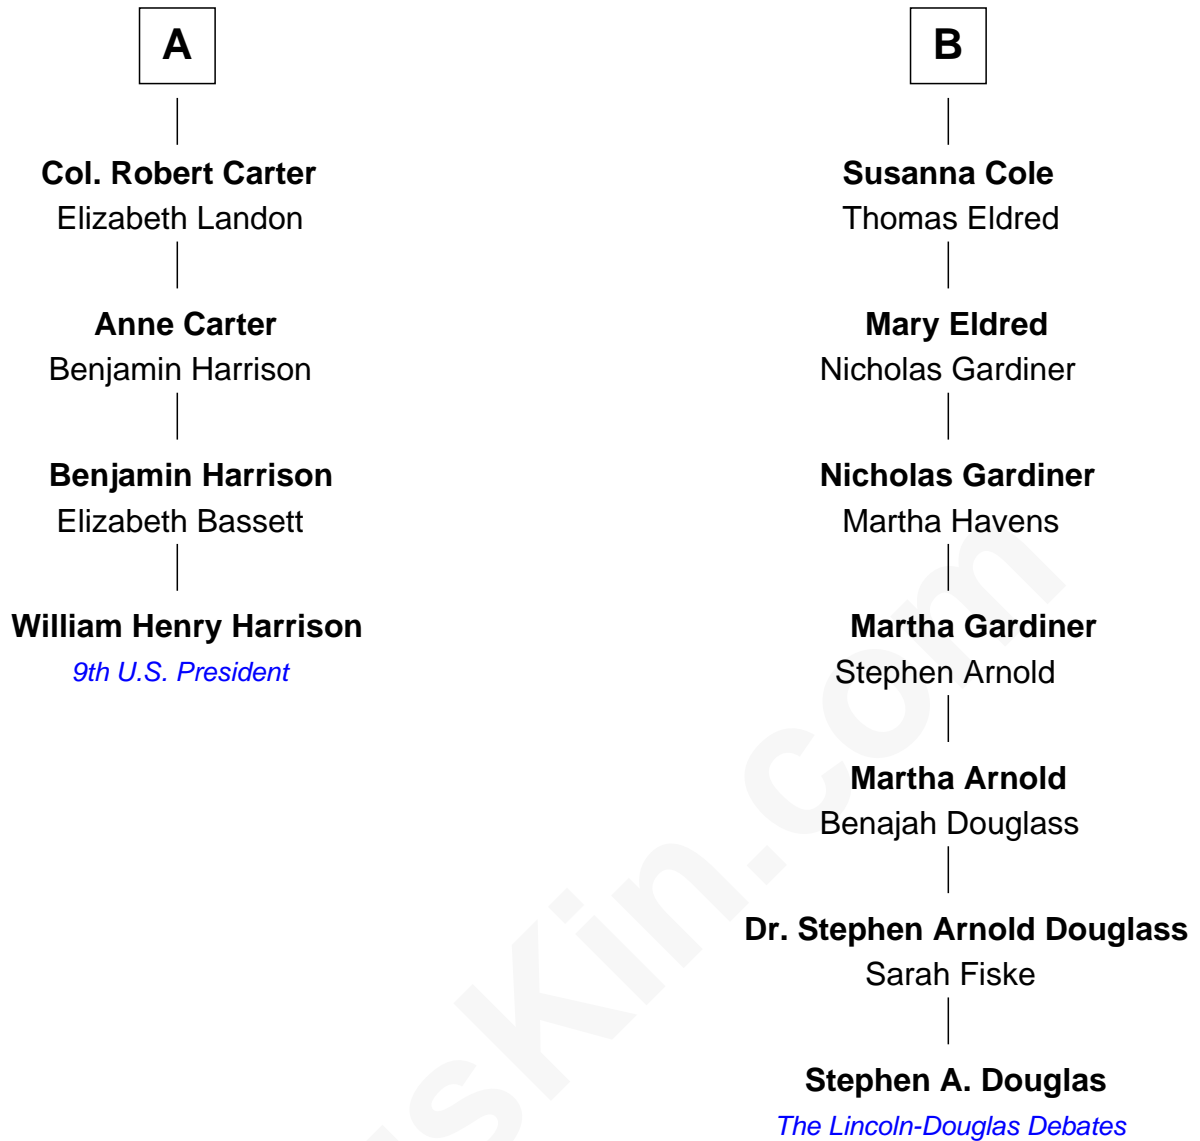 A
Col. Robert Carter
Elizabeth Landon
Anne Carter
Benjamin Harrison
Benjamin Harrison
Elizabeth Bassett
William Henry Harrison
9th U.S. President
B
Susanna Cole
Thomas Eldred
Mary Eldred
Nicholas Gardiner
Nicholas Gardiner
Martha Havens
Martha Gardiner
Stephen Arnold
Martha Arnold
Benajah Douglass
Dr. Stephen Arnold Douglass
Sarah Fiske
Stephen A. Douglas
The Lincoln-Douglas Debates
sKin.com